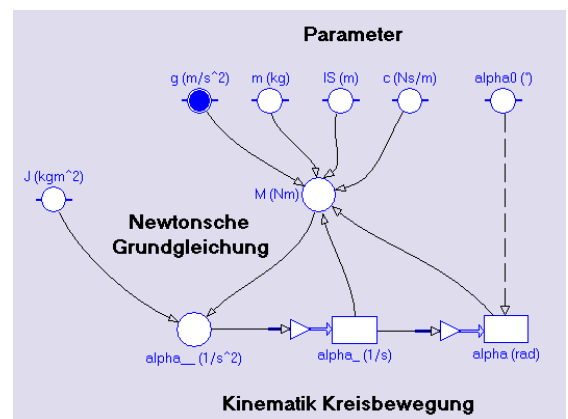 Parameter
g (m/s^2) m (kg) lS (m) c (Ns/m) alpha0 (°)
J (kgm^2)
M (Nm)
Newtonsche
Grundgleichung
alpha__ (1/s^2) alpha_ (1/s) alpha (rad)
Kinematik Kreisbewegung